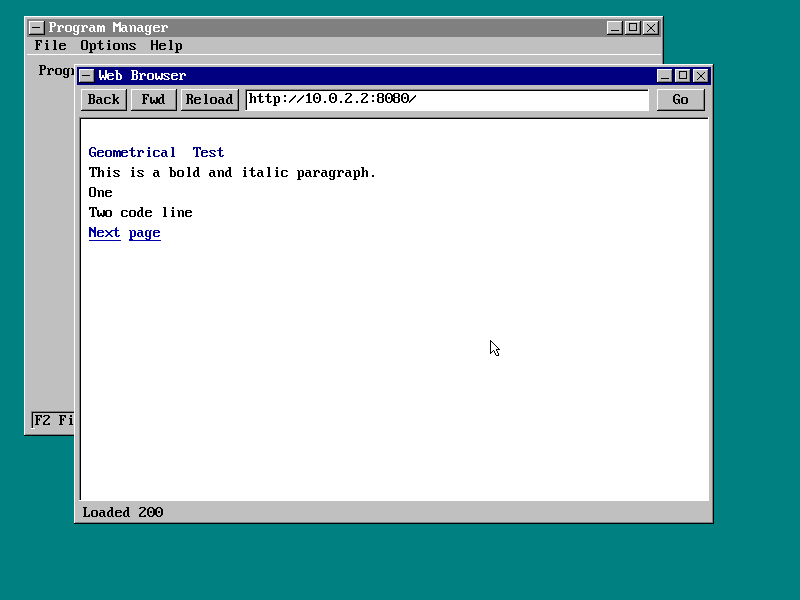 Program Manager
File Options Help
Progr
Web Browser
Back Fwd Reload http://10.0.2.2:8080/ Go
Geometrical Test
This is a bold and italic paragraph.
One
Two code line
Next page
F2 Fi
Loaded 200